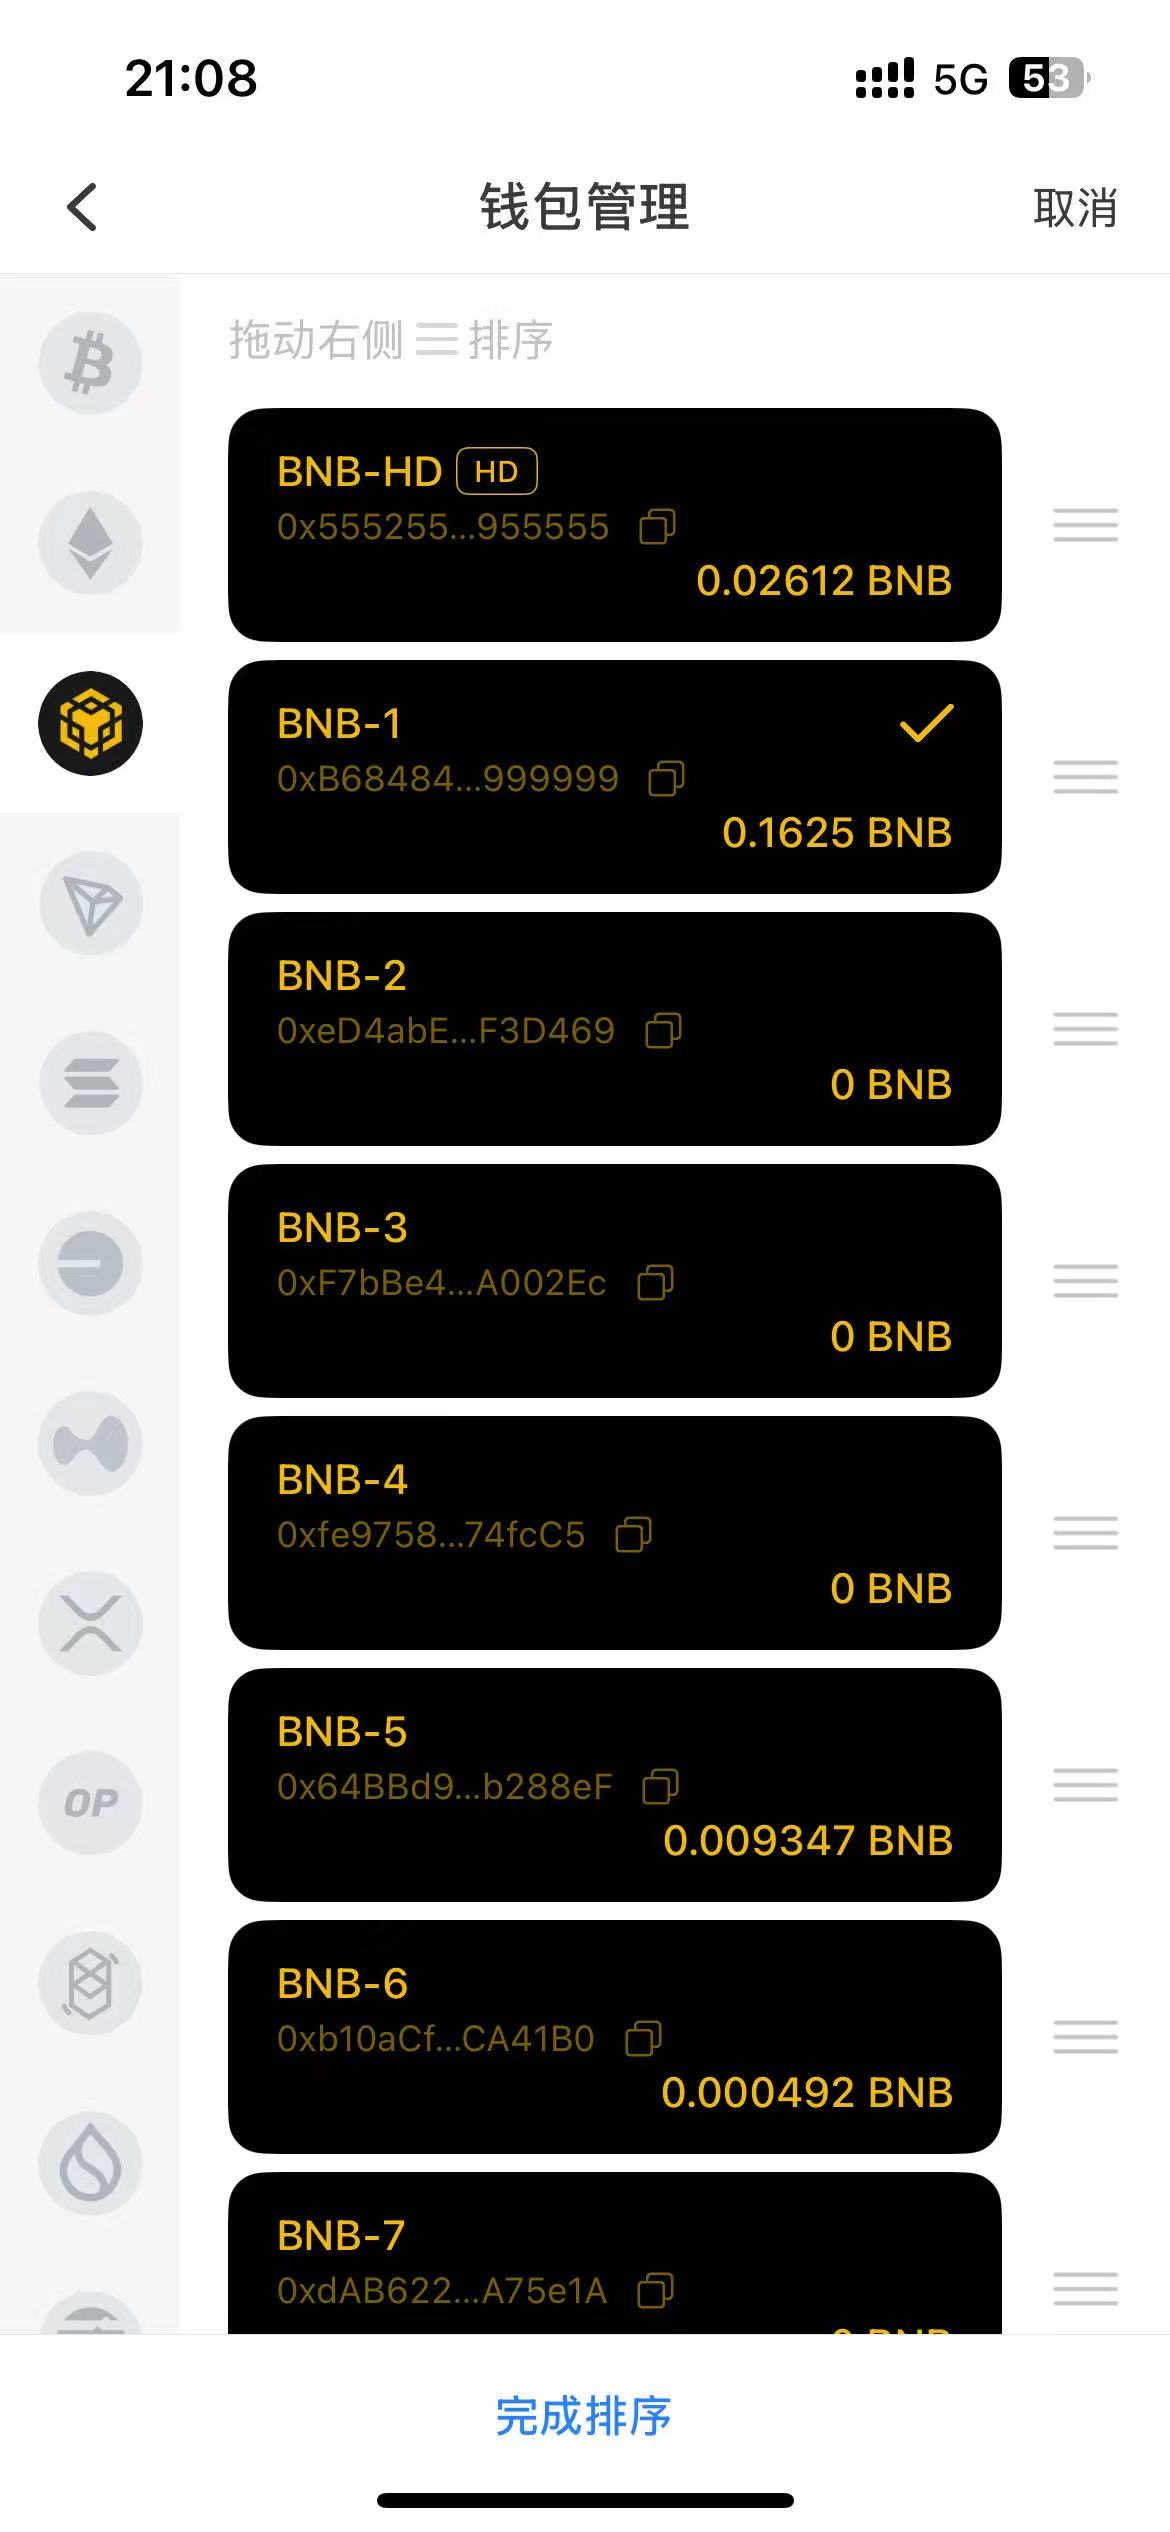 21:08
5G 53
钱包管理
取消
拖动右侧 排序
BNB-HD HD
0x555255...955555
0.02612 BNB
BNB-1
0xB68484...999999
0.1625 BNB
BNB-2
0xeD4abE...F3D469
0 BNB
BNB-3
0xF7bBe4...A002Ec
0 BNB
BNB-4
0xfe9758...74fcC5
0 BNB
BNB-5
0x64BBd9...b288eF
0.009347 BNB
OP
BNB-6
0xb10aCf...CA41B0
0.000492 BNB
BNB-7
0xdAB622...A75e1A
0 BNB
完成排序